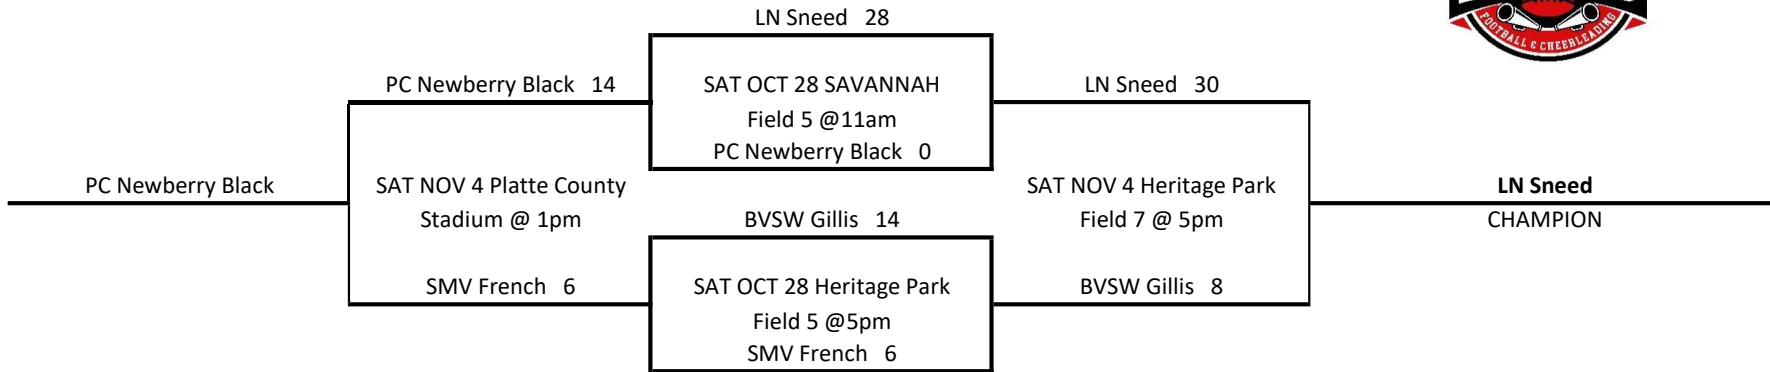 LN Sneed 28
FOOTBALL & CHEERLEADING
PC Newberry Black 14
SAT OCT 28 SAVANNAH
LN Sneed 30
Field 5 @11am
PC Newberry Black 0
PC Newberry Black
SAT NOV 4 Platte County
SAT NOV 4 Heritage Park
LN Sneed
Stadium @ 1pm
BVSW Gillis 14
Field 7 @ 5pm
CHAMPION
SMV French 6
SAT OCT 28 Heritage Park
BVSW Gillis 8
Field 5 @5pm
SMV French 6